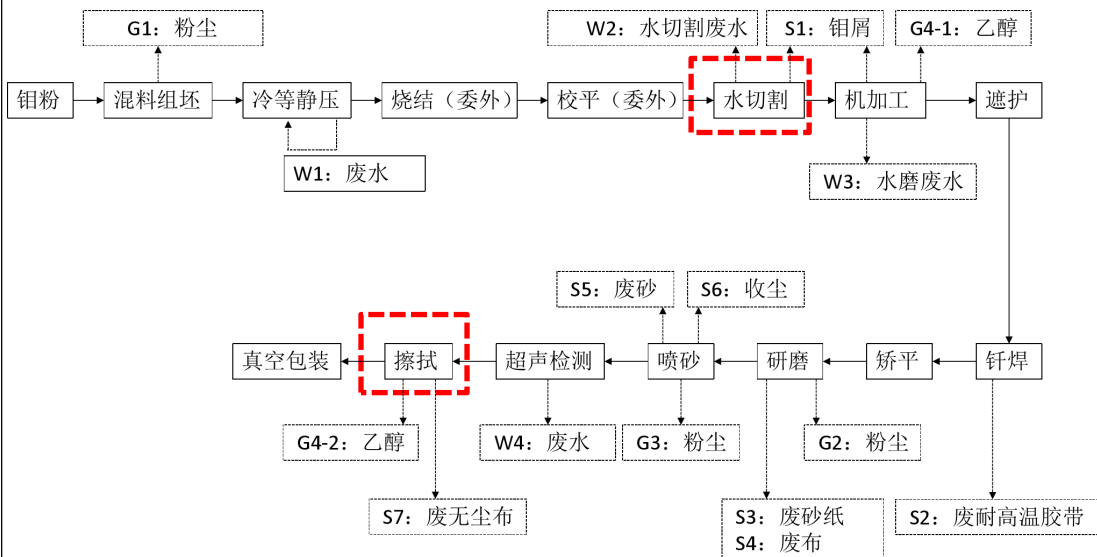 G1：粉尘
W2：水切割废水
S1：钼屑
G4-1：乙醇
钼粉
混料组坯
冷等静压
烧结（委外）
校平（委外）
水切割
机加工
遮护
W1：废水
W3：水磨废水
S5：废砂
S6：收尘
真空包装
擦拭
超声检测
喷砂
研磨
矫平
钎焊
G4-2：乙醇
W4：废水
G3：粉尘
G2：粉尘
S7：废无尘布
S3：废砂纸
S4：废布
S2：废耐高温胶带